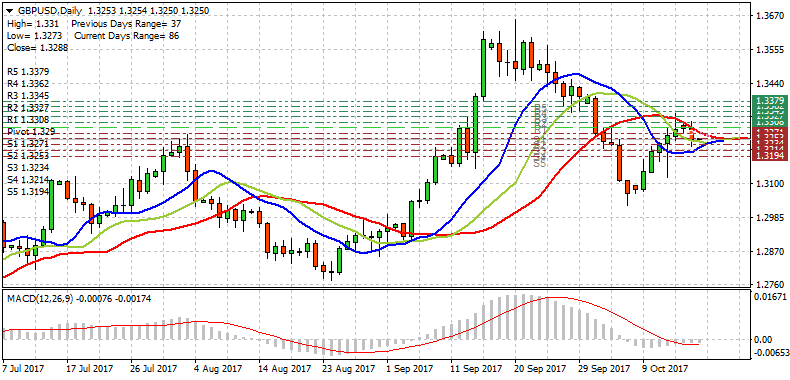 GBPUSD,Daily 1.3253 1.3254 1.3250 1.3250
High= 1.331 Previous Days Range= 37
Low= 1.3273 Current Days Range= 86
Close= 1.3288
R5 1.3379
R4 1.3362
R3 1.3345
R2 1.3327
R1 1.3308
Pivot 1.329
S1 1.3271
S2 1.3253
S3 1.3234
S4 1.3214
S5 1.3194
1.3670
1.3555
1.3440
1.3379
1.3362
1.3308
1.3194
1.3100
1.2985
1.2870
1.2760
MACD(12,26,9) -0.00076 -0.00174
0.01671
0.00
-0.00653
7 Jul 2017
17 Jul 2017
26 Jul 2017
4 Aug 2017
14 Aug 2017
23 Aug 2017
1 Sep 2017
11 Sep 2017
20 Sep 2017
29 Sep 2017
9 Oct 2017